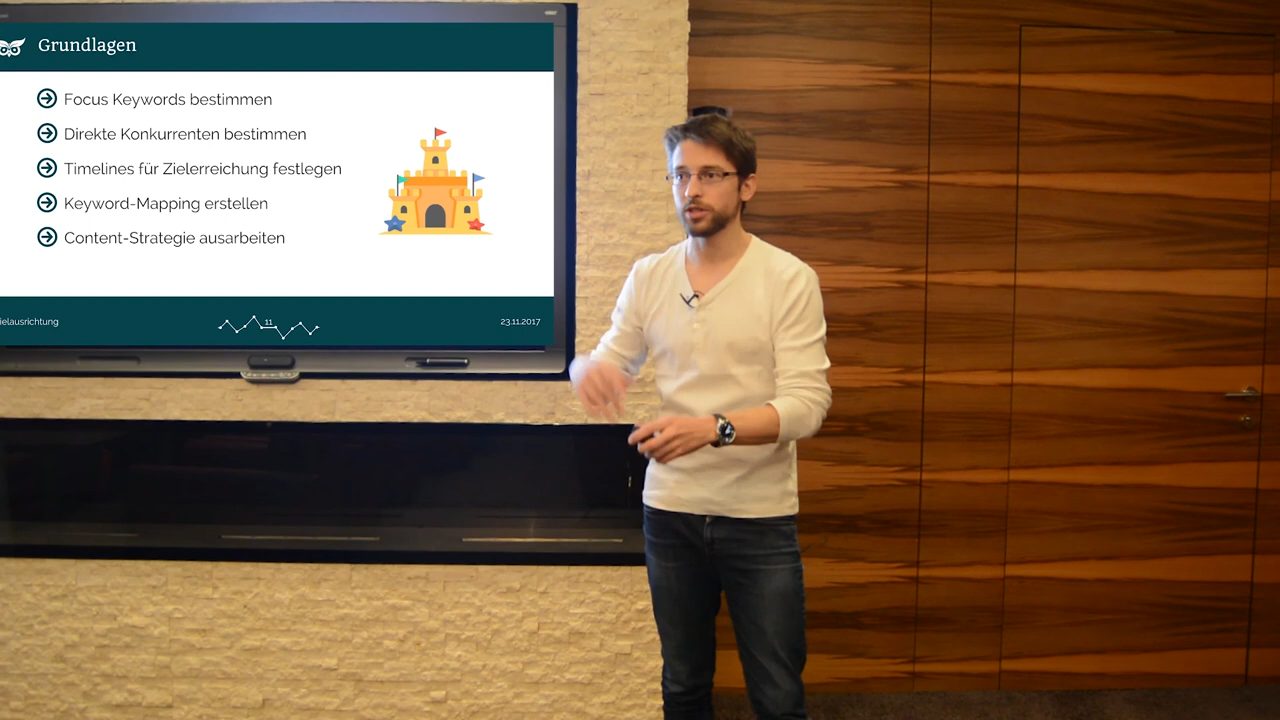 Grundlagen
Focus Keywords bestimmen
Direkte Konkurrenten bestimmen
Timelines für Zielerreichung festlegen
Keyword-Mapping erstellen
Content-Strategie ausarbeiten
ielausrichtung
11
23.11.2017